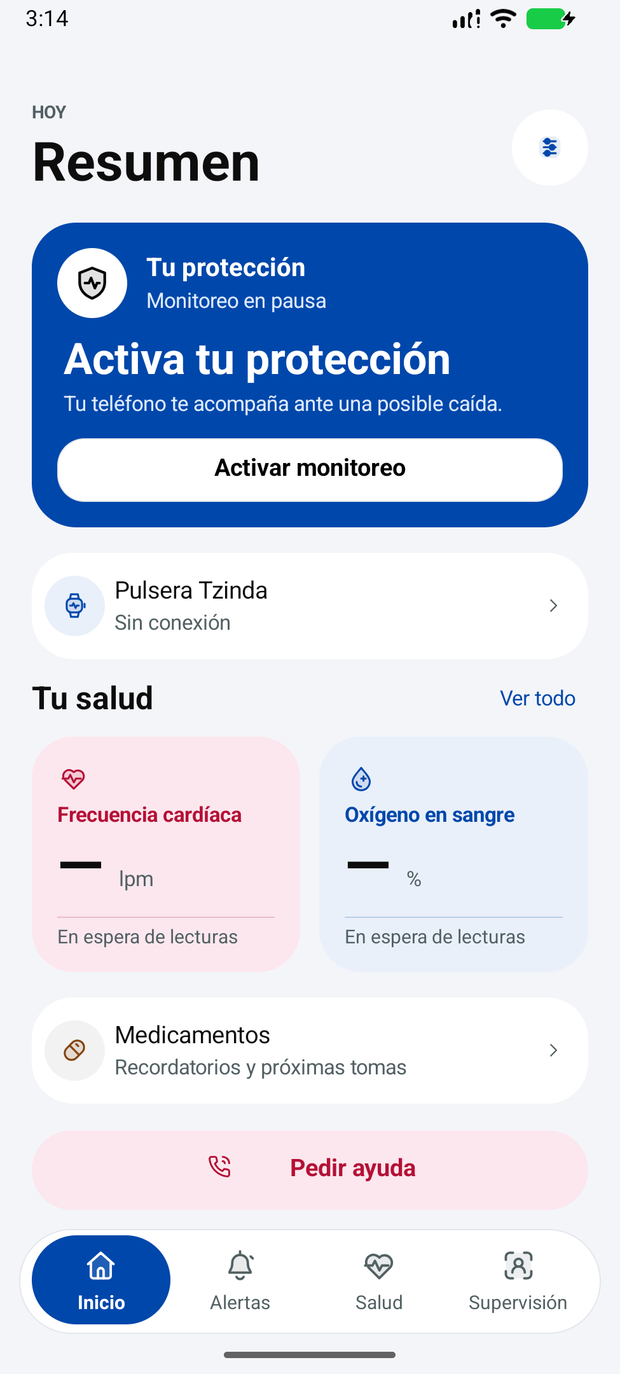 3:14
HOY
Resumen
Tu protección
Monitoreo en pausa
Activa tu protección
Tu teléfono te acompaña ante una posible caída.
Activar monitoreo
Pulsera Tzinda
Sin conexión
Tu salud
Ver todo
Frecuencia cardíaca
— lpm
En espera de lecturas
Oxígeno en sangre
— %
En espera de lecturas
Medicamentos
Recordatorios y próximas tomas
Pedir ayuda
Inicio
Alertas
Salud
Supervisión